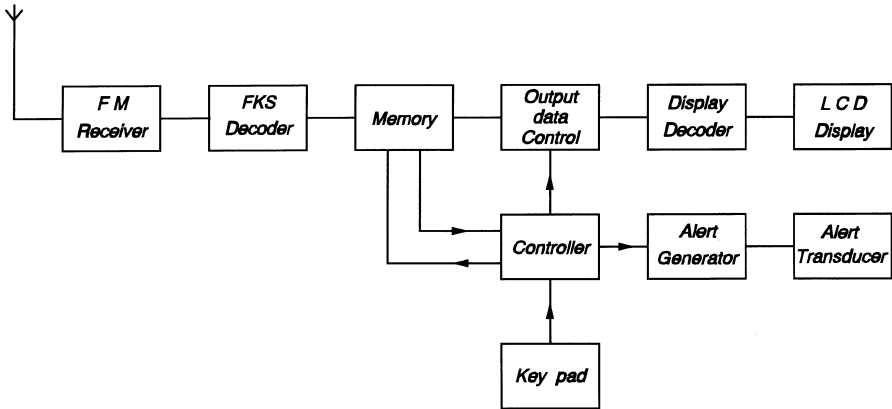 F M
Receiver
FKS
Decoder
Memory
Output
data
Control
Display
Decoder
L C D
Display
Controller
Alert
Generator
Alert
Transducer
Key pad